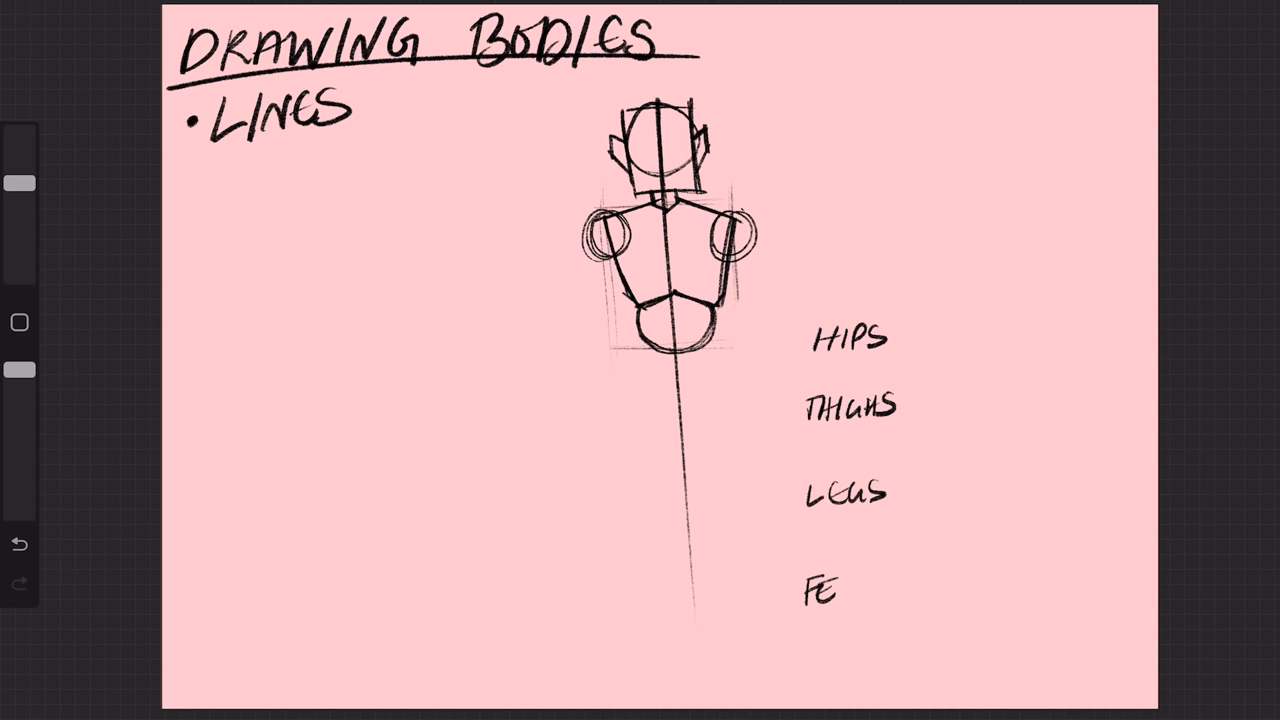 DRAWING BODIES
• LINES
HIPS
THIGHS
LEGS
FE